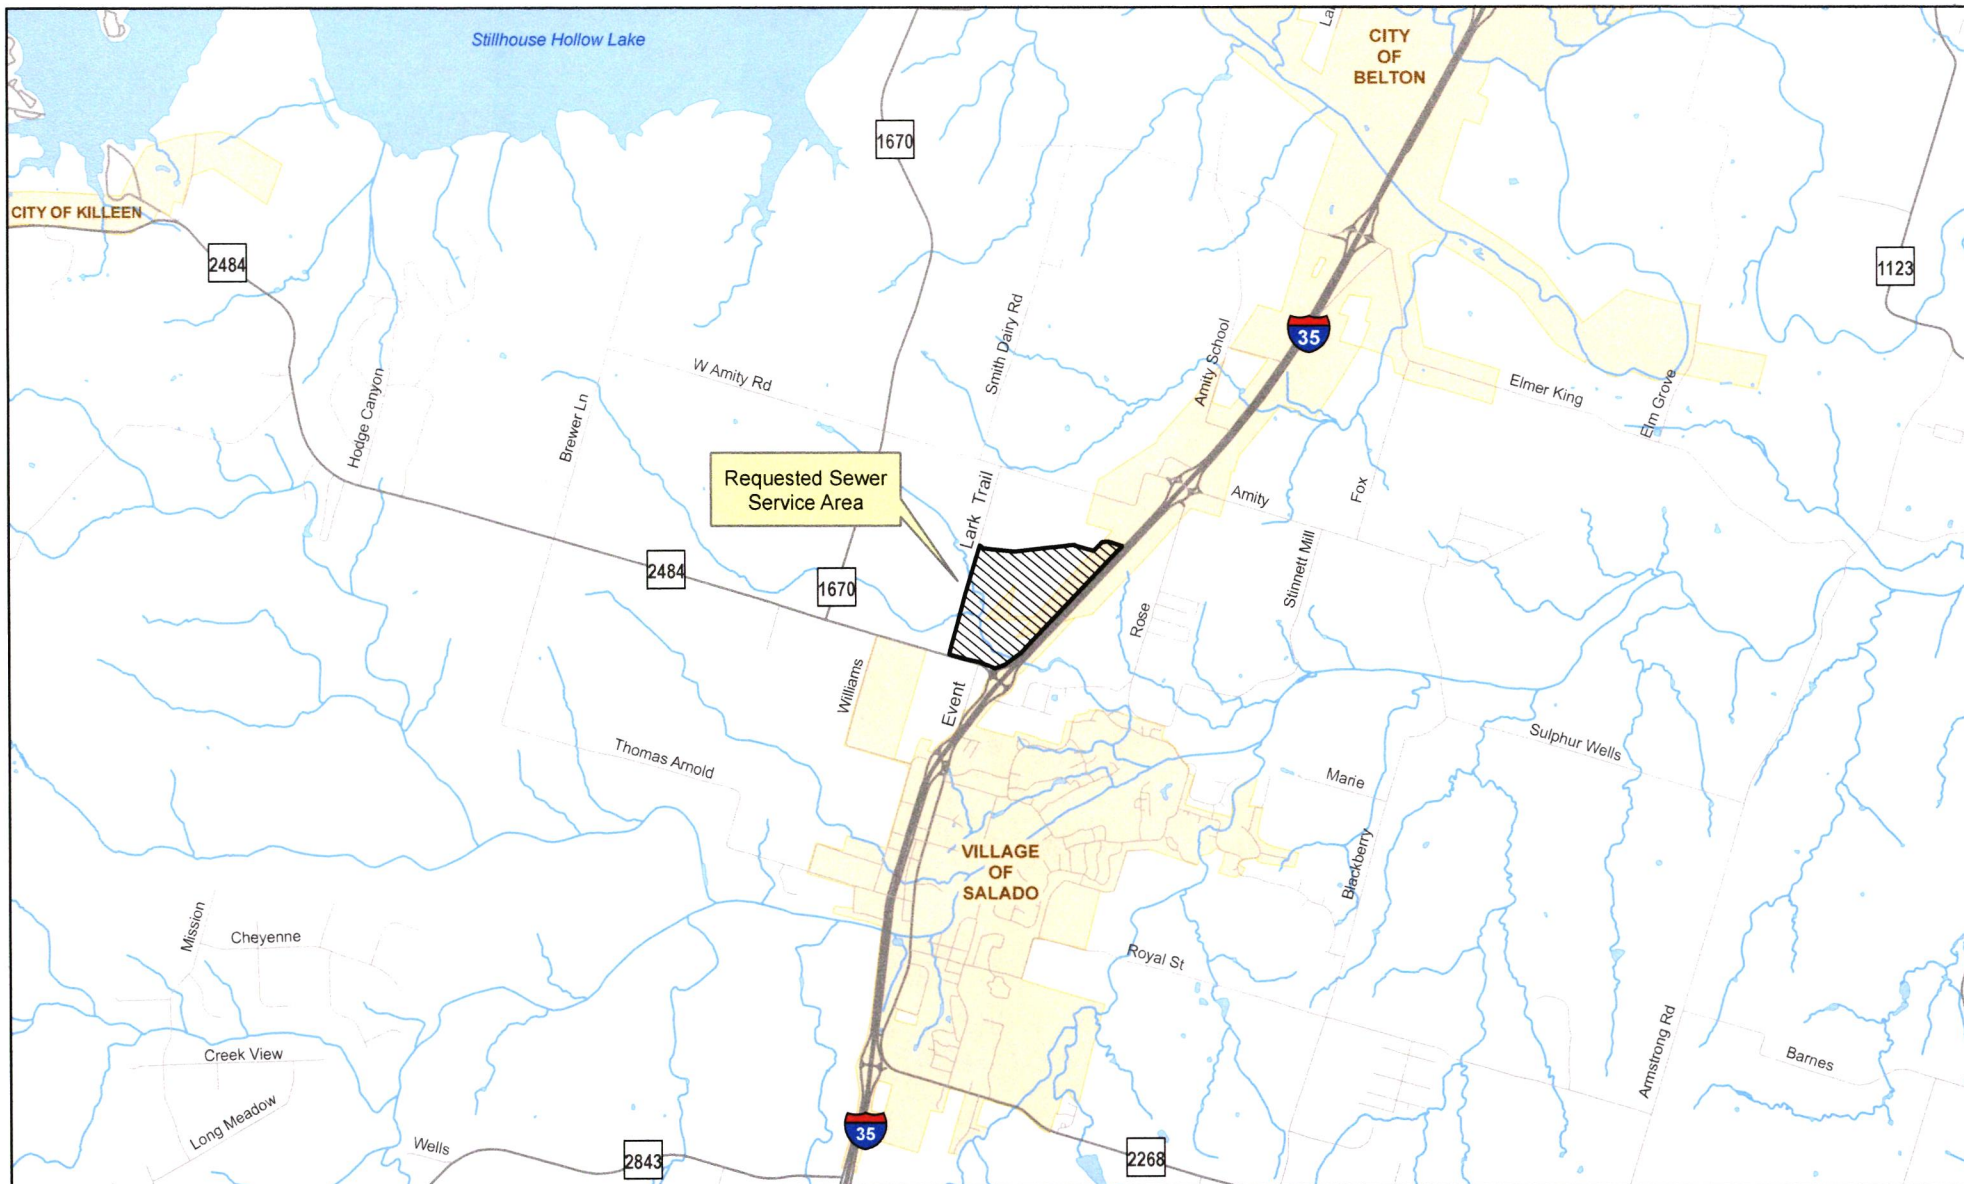 Stillhouse Hollow Lake
La
CITY
OF
BELTON
1670
CITY OF KILLEEN
2484
1123
35
Smith Dairy Rd
Amity School
W Amity Rd
Elmer King
Elm Grove
Hodge Canyon
Brewer Ln
Requested Sewer
Service Area
Lark Trail
Amity
Fox
2484
1670
Stinnett Mill
Rose
Williams
Event
Thomas Arnold
Sulphur Wells
Marie
VILLAGE
OF
SALADO
Blackberry
Mission
Cheyenne
Royal St
Creek View
Armstrong Rd
Barnes
Long Meadow
35
Wells
2843
2268